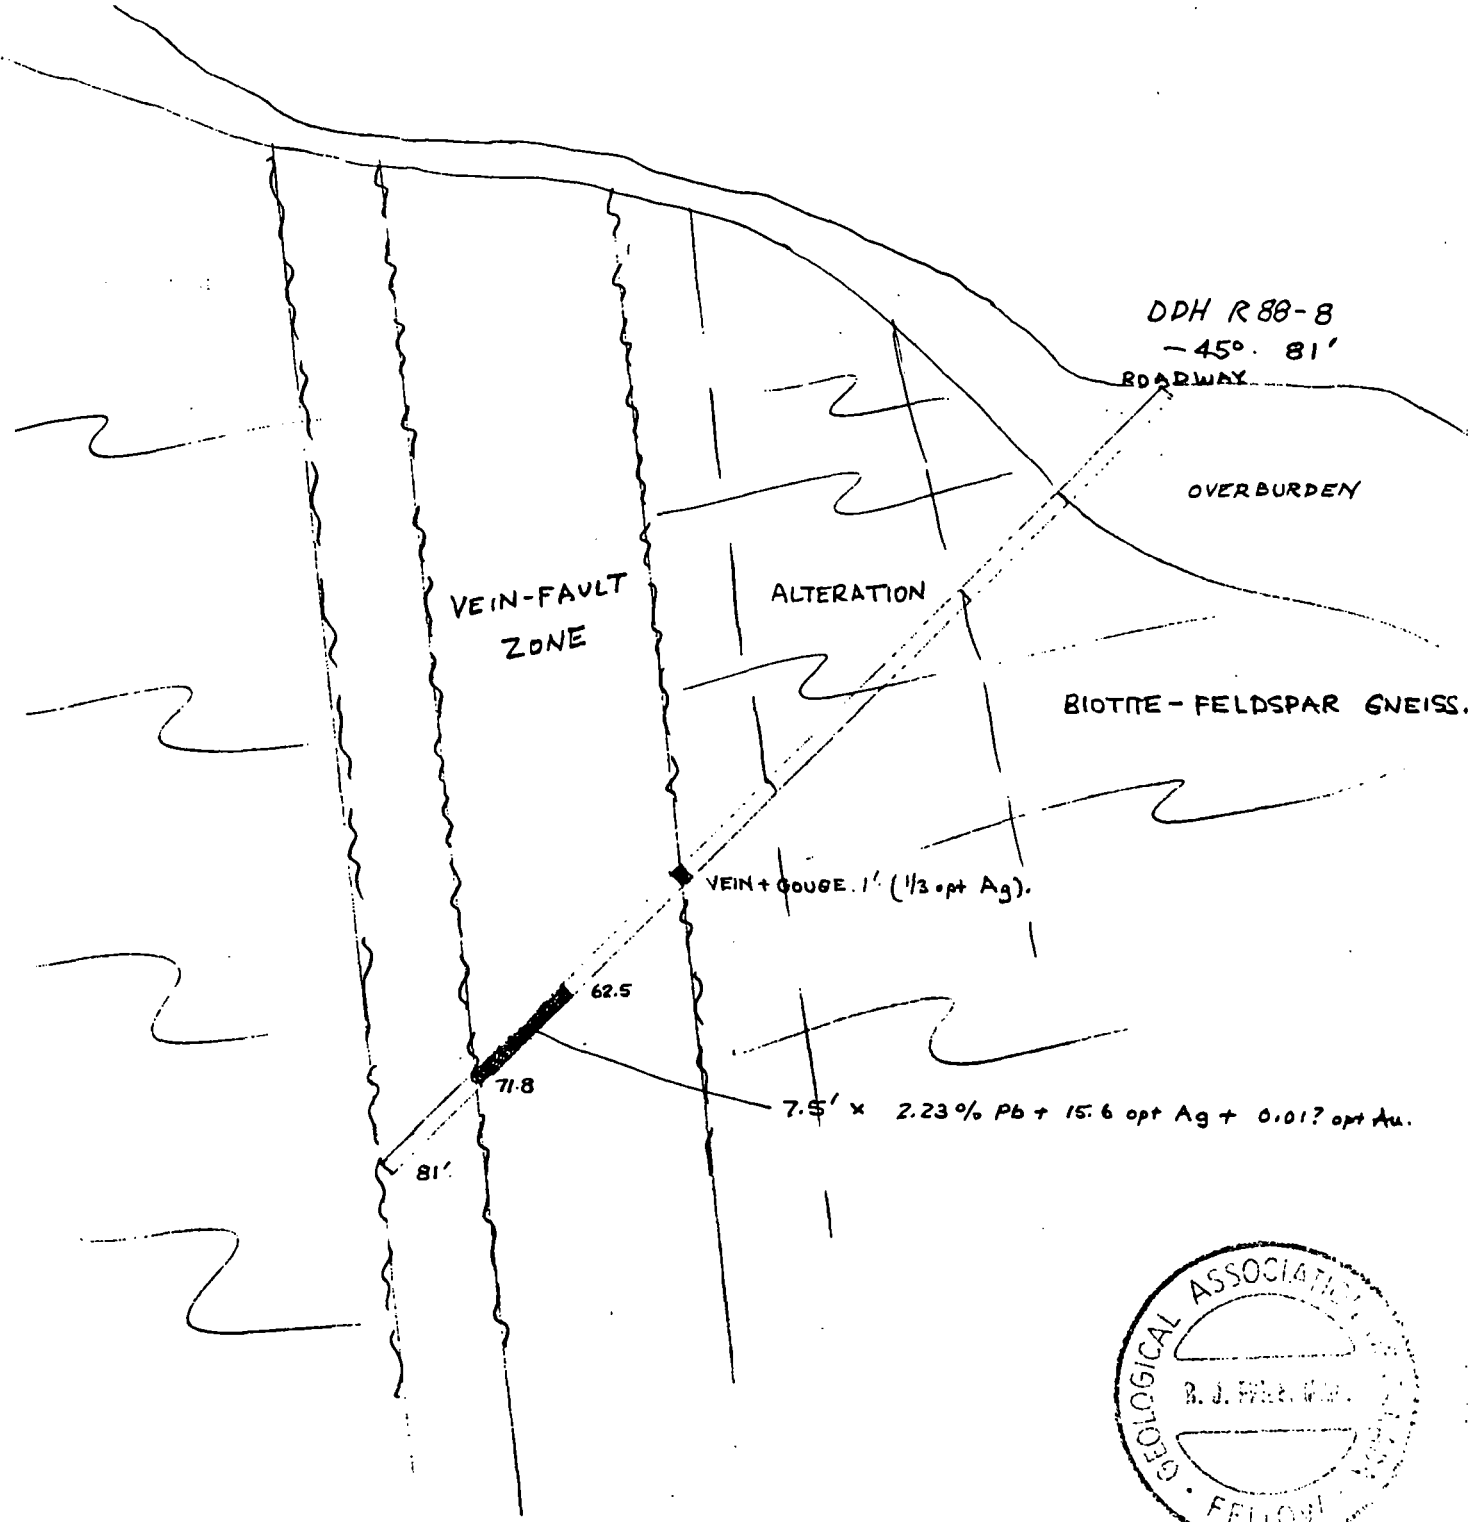 DDH R88-8
-45°. 81'
ROADWAY
OVERBURDEN
VEIN-FAULT
ZONE
ALTERATION
BIOTITE-FELDSPAR GNEISS.
VEIN + GOUGE. 1'. (1/3 opt Ag).
62.5
71.8
7.5' x 2.23% Pb + 15.6 opt Ag + 0.01? opt Au.
81'.
GEOLOGICAL ASSOCIATION
FELLOW